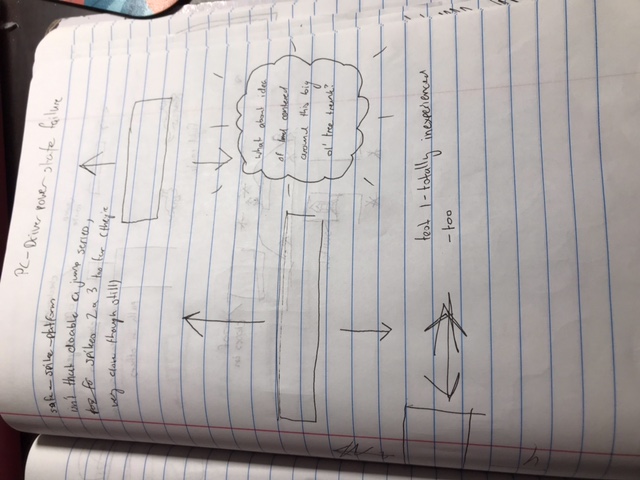 PC-Driver power state failure
safe-spike-platform
isn't that doable a jump series,
for spikes 2 & 3 too far (they're
very close though still)
What about idea
of level centered
around this big
ol' tree trunk?
test 1-totally inexperienced
-too